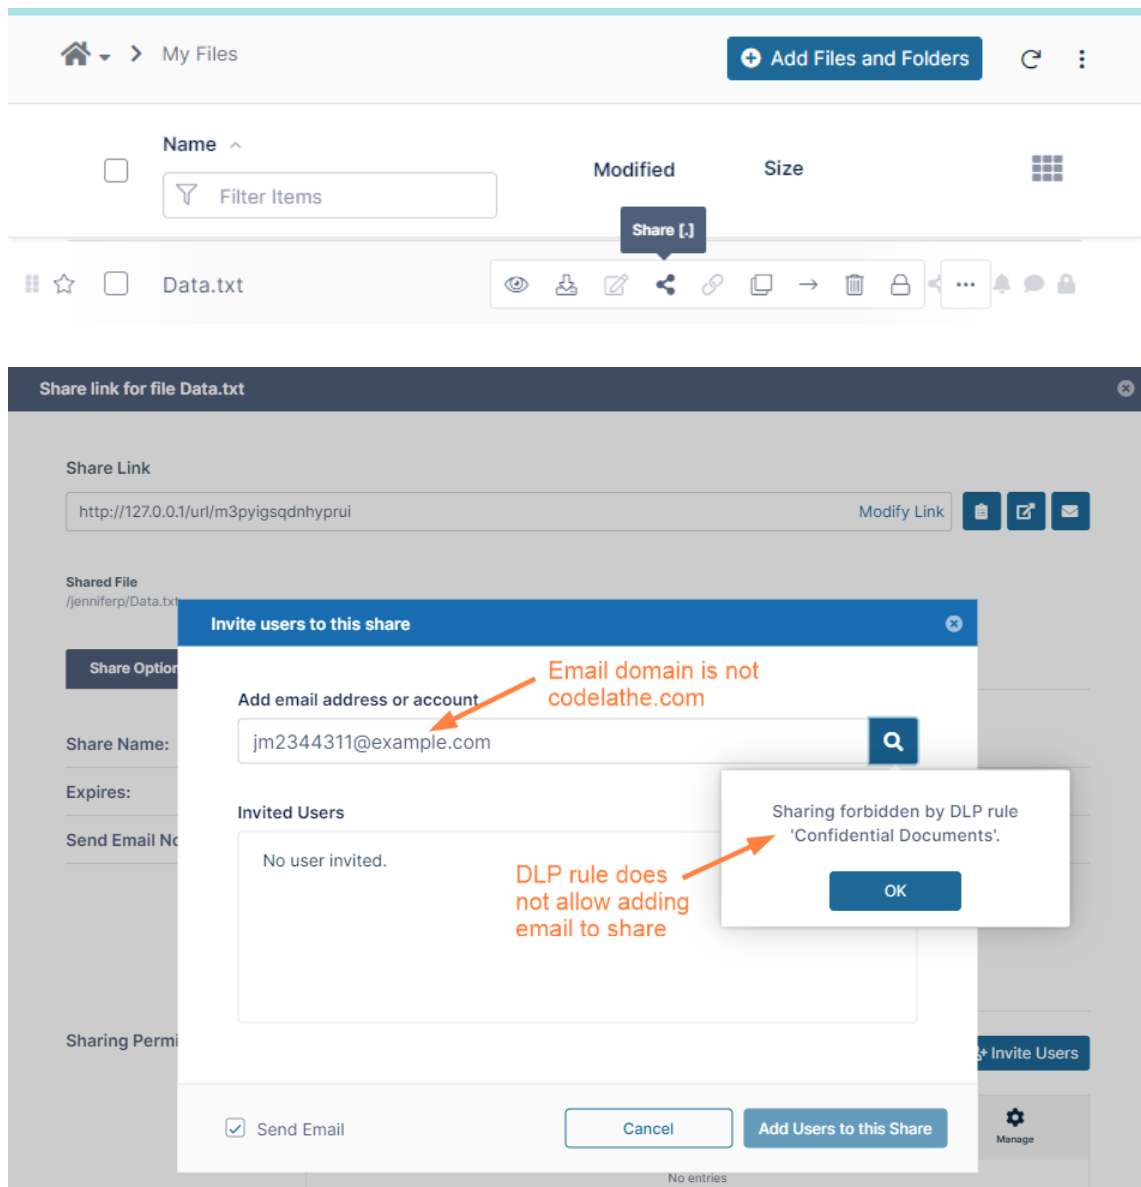 My Files
Add Files and Folders
Name
Modified
Size
Filter Items
Share [.]
Data.txt
Share link for file Data.txt
Share Link
http://127.0.0.1/url/m3pyigsqdnhyprui
Modify Link
Shared File
/jenniferp/Data.txt
Invite users to this share
Share Option
Email domain is not
codelathe.com
Add email address or account
Share Name:
jm2344311@example.com
Expires:
Invited Users
Sharing forbidden by DLP rule
'Confidential Documents'.
Send Email No
No user invited.
DLP rule does
not allow adding
email to share
OK
Sharing Permi
Invite Users
Send Email
Cancel
Add Users to this Share
Manage
No entries